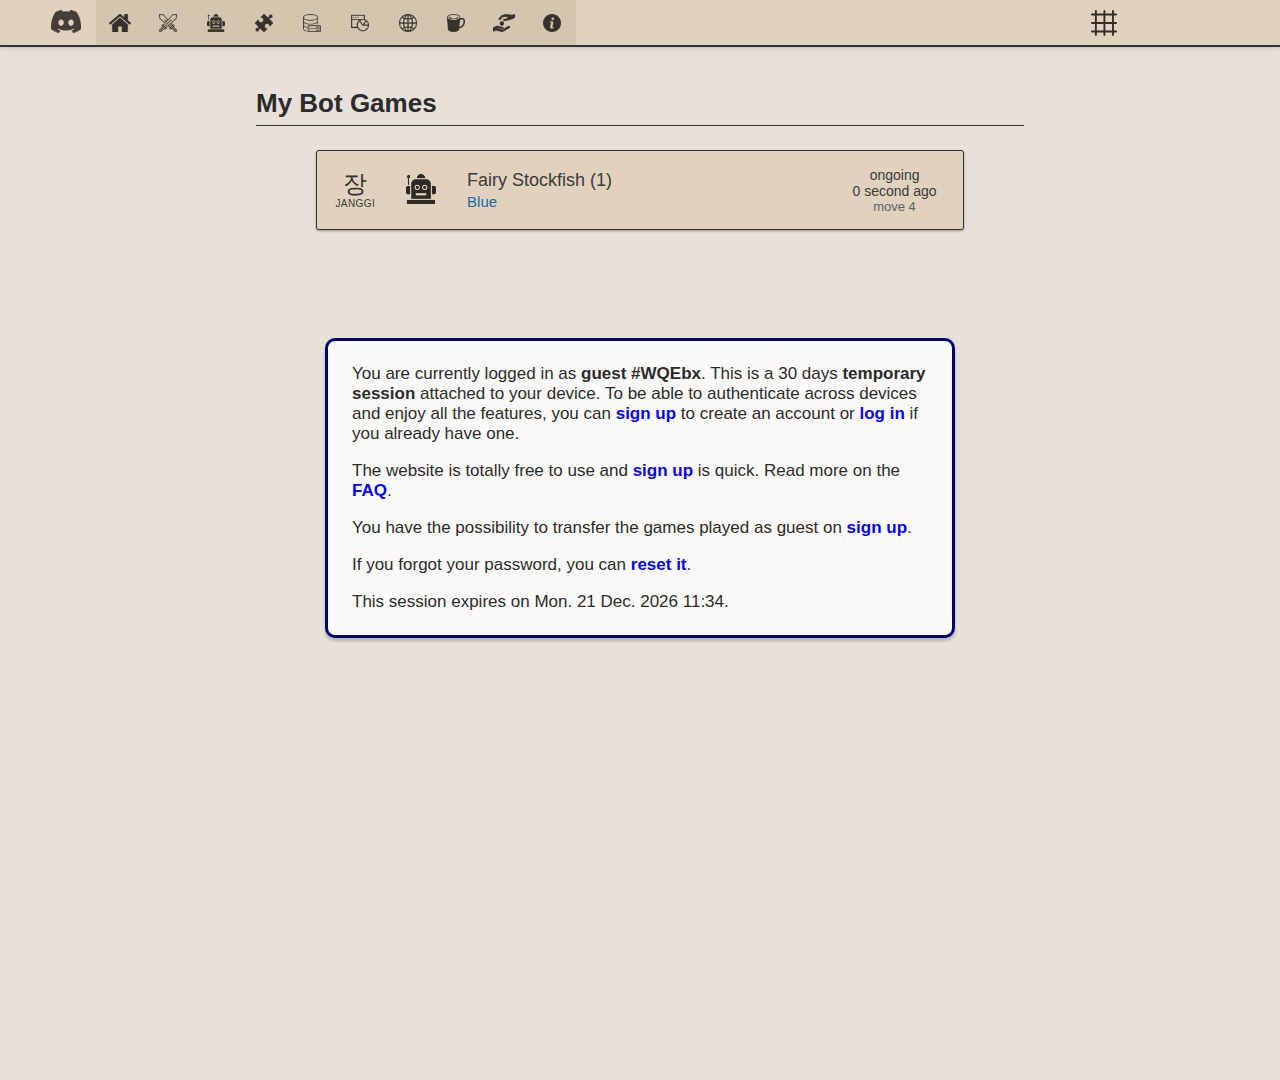 My Bot Games
장
JANGGI
Fairy Stockfish (1)
Blue
ongoing
0 second ago
move 4
You are currently logged in as guest #WQEbx. This is a 30 days temporary
session attached to your device. To be able to authenticate across devices
and enjoy all the features, you can sign up to create an account or log in if
you already have one.
The website is totally free to use and sign up is quick. Read more on the
FAQ.
You have the possibility to transfer the games played as guest on sign up.
If you forgot your password, you can reset it.
This session expires on Mon. 21 Dec. 2026 11:34.